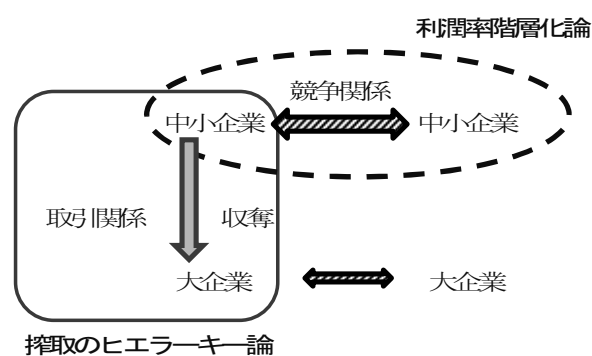 利潤率階層化論
競争関係
中小企業 中小企業
取引関係 収奪
大企業 大企業
搾取のヒエラーキー論